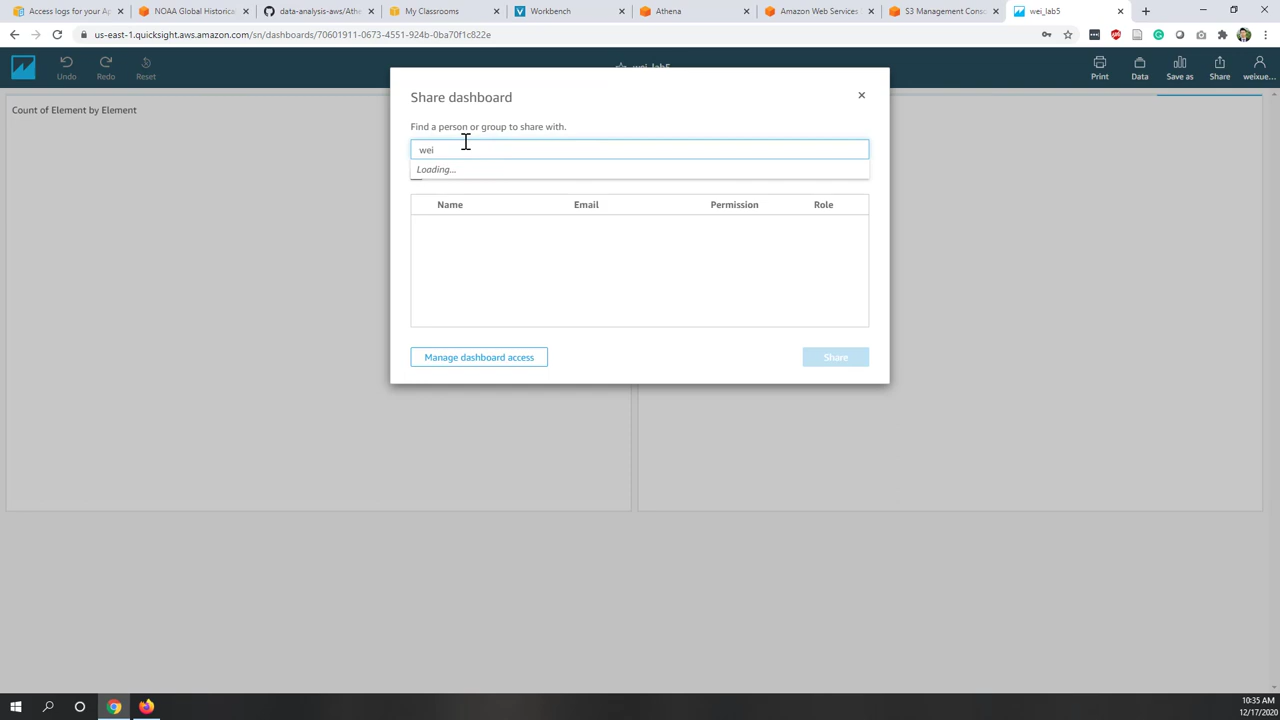 Access logs for your Ap
NOAA Global Historica
data-analysis-aws/Athe
My Classrooms
Workbench
Athena
Amazon Web Services
S3 Management Cons
wei_lab5
us-east-1.quicksight.aws.amazon.com/sn/dashboards/70601911-0673-4551-924b-0ba70f1c822e
Undo
Redo
Reset
wei_lab5
Print
Data
Save as
Share
weixue...
Count of Element by Element
Share dashboard
Find a person or group to share with.
wei
Loading...
Name
Email
Permission
Role
Manage dashboard access
Share
10:35 AM
12/17/2020